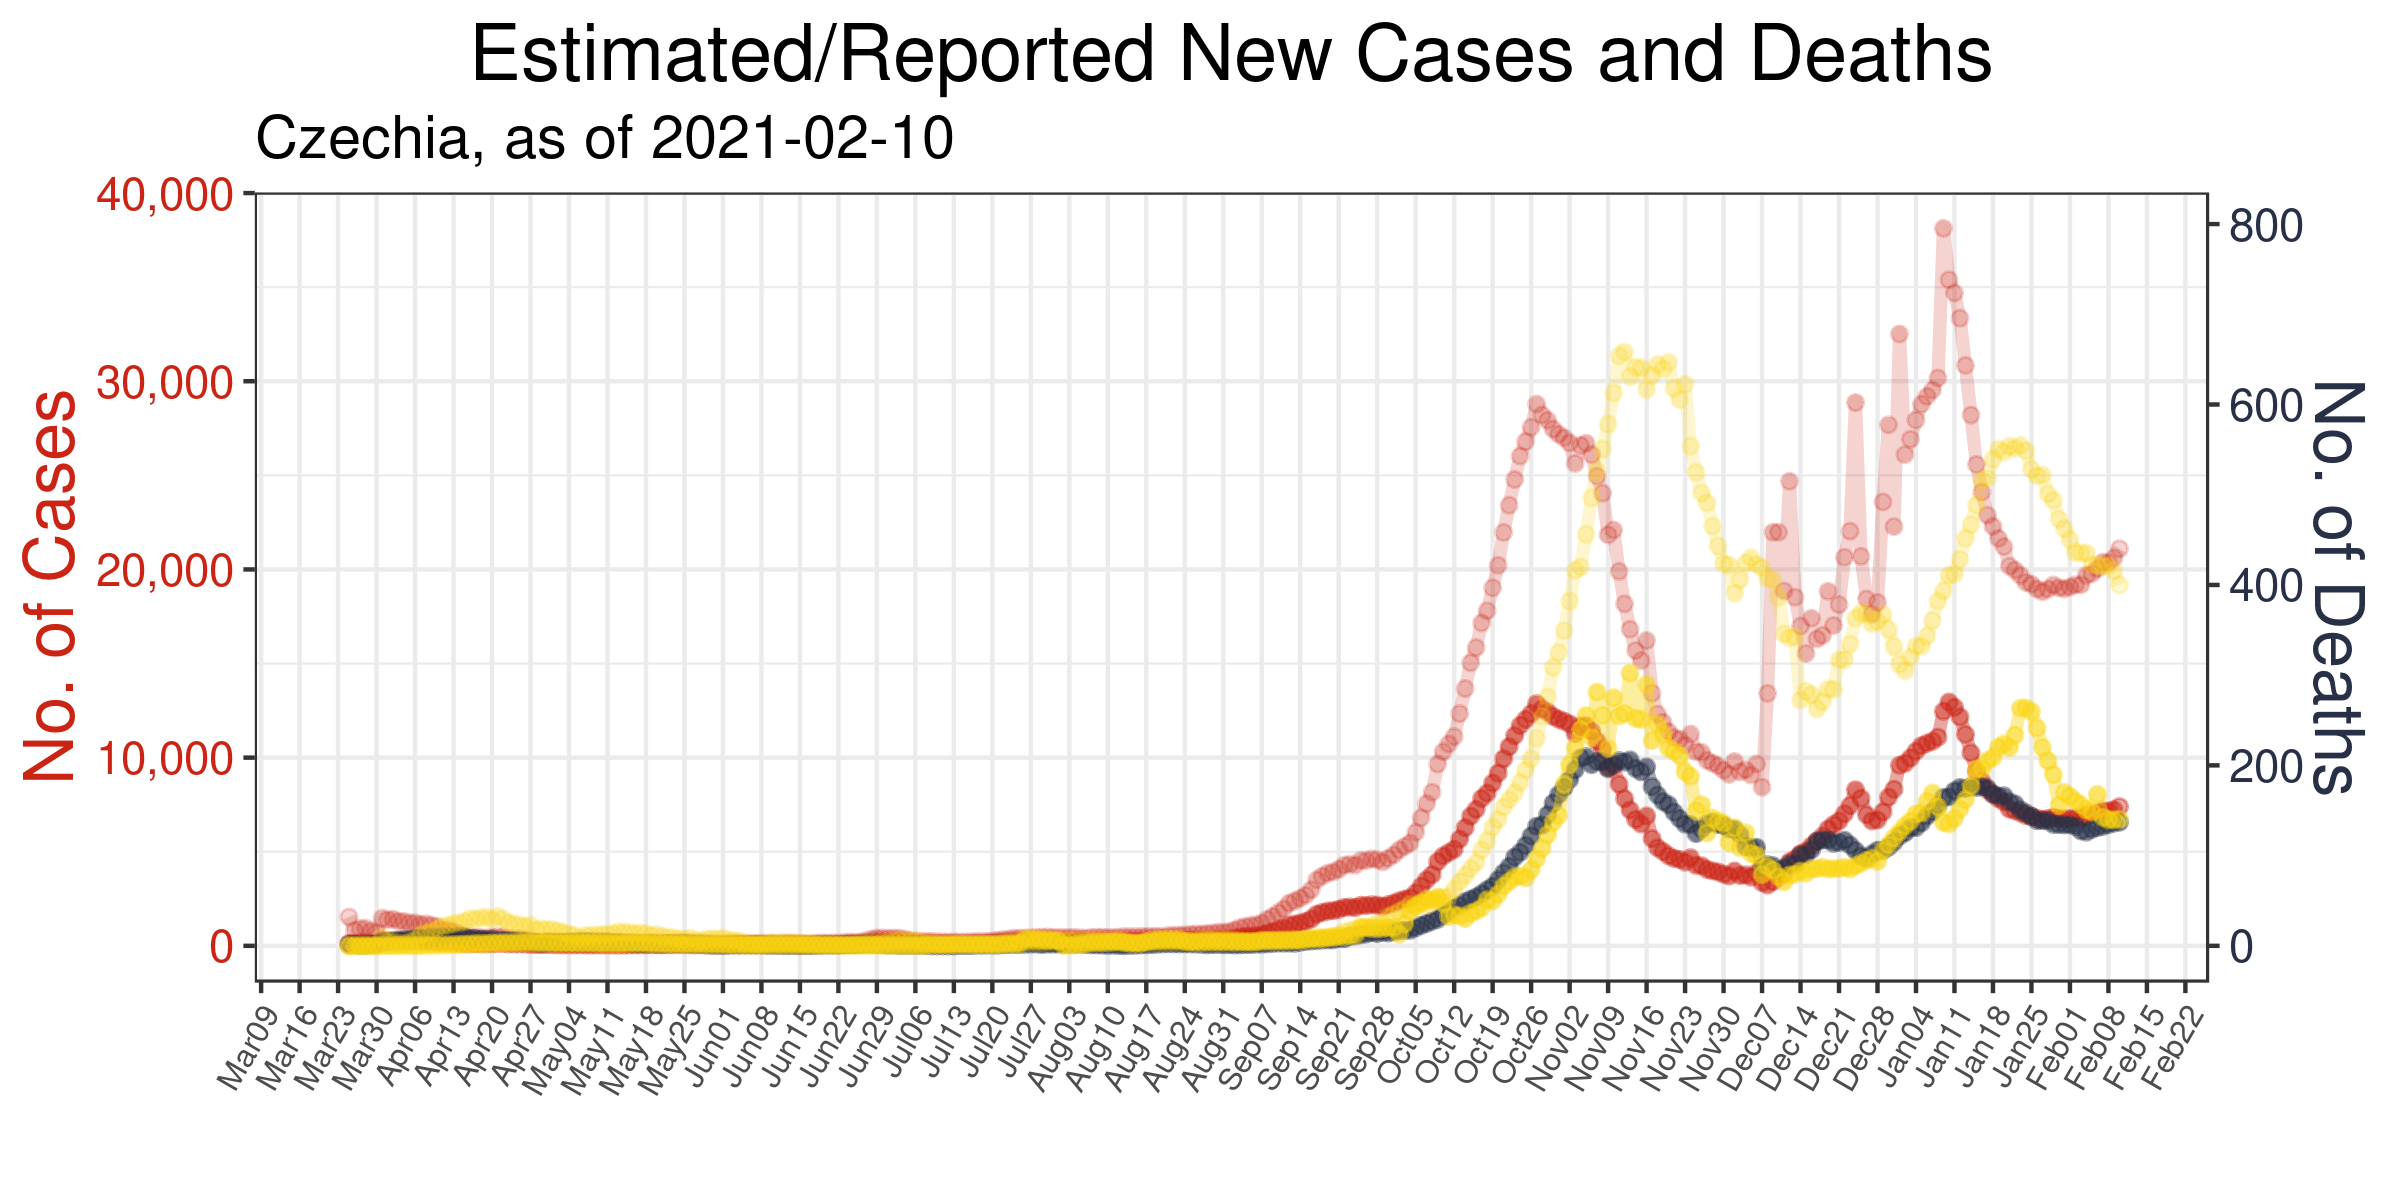 Estimated/Reported New Cases and Deaths
Czechia, as of 2021-02-10
No. of Cases
40,000
30,000
20,000
10,000
0
800
600
400
200
0
No. of Deaths
Mar09
Mar16
Mar23
Mar30
Apr06
Apr13
Apr20
Apr27
May04
May11
May18
May25
Jun01
Jun08
Jun15
Jun22
Jun29
Jul06
Jul13
Jul20
Jul27
Aug03
Aug10
Aug17
Aug24
Aug31
Sep07
Sep14
Sep21
Sep28
Oct05
Oct12
Oct19
Oct26
Nov02
Nov09
Nov16
Nov23
Nov30
Dec07
Dec14
Dec21
Dec28
Jan04
Jan11
Jan18
Jan25
Feb01
Feb08
Feb15
Feb22